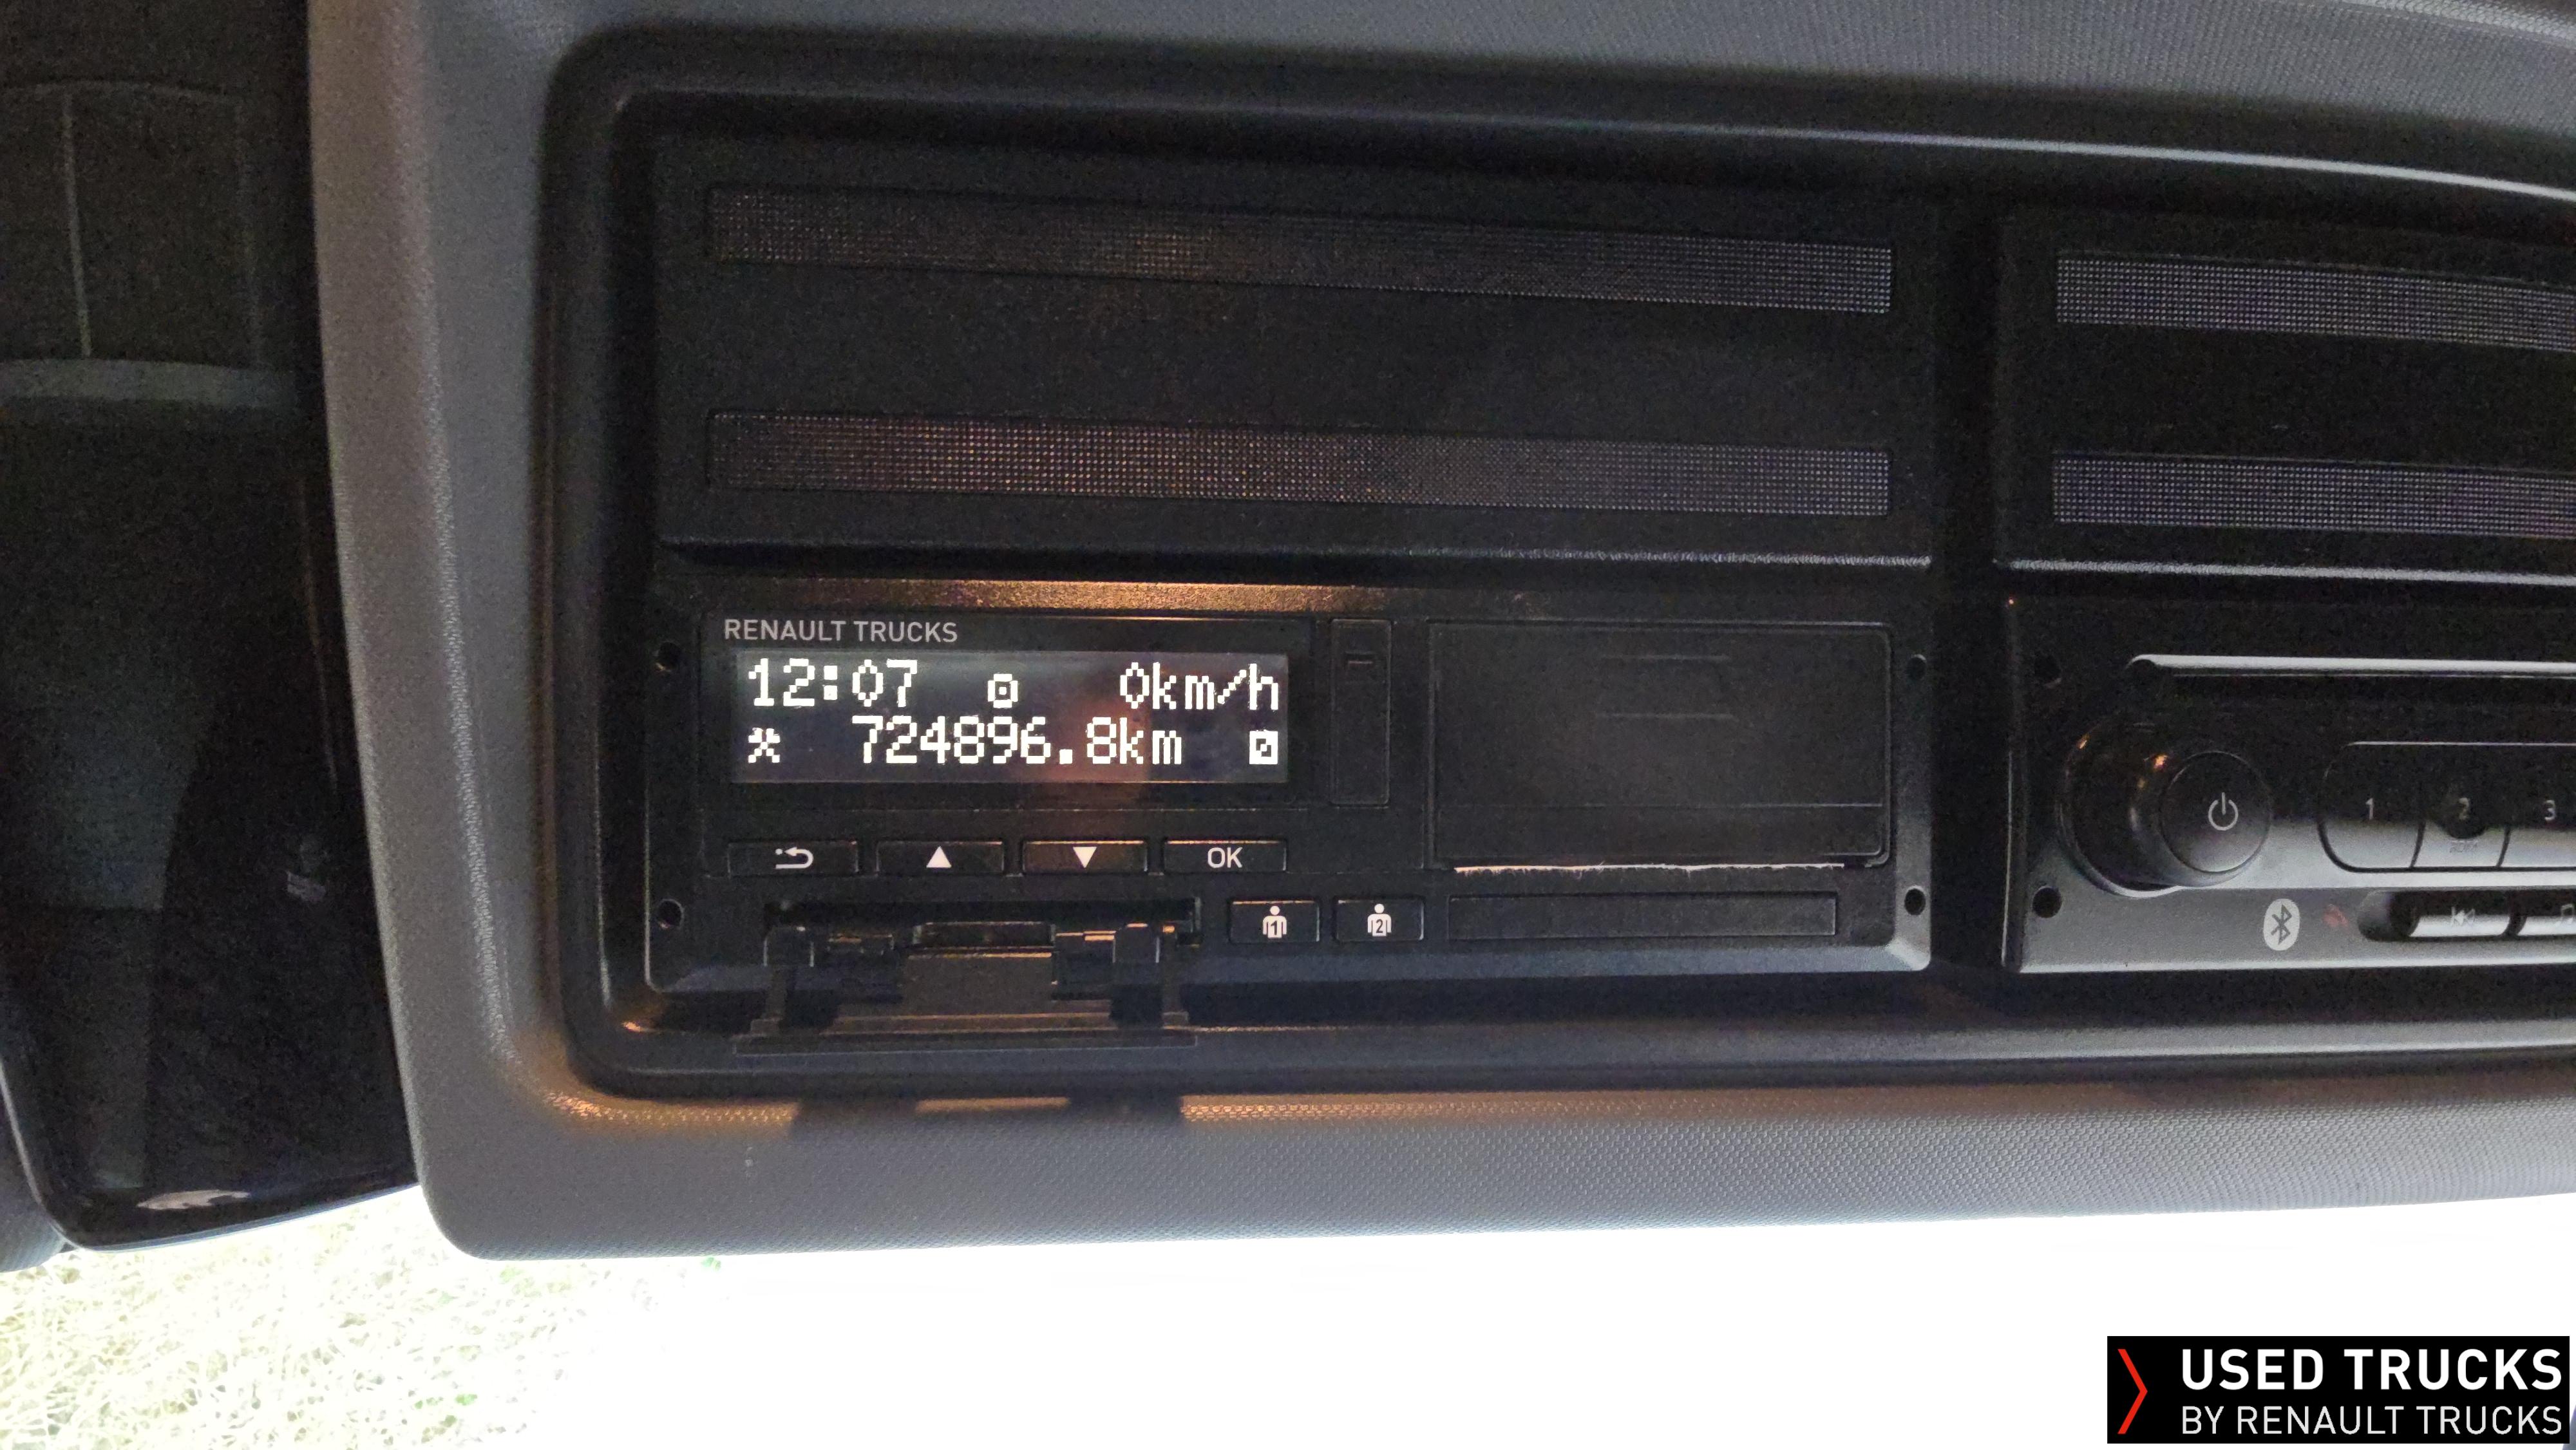 RENAULT TRUCKS
12:07 0km/h
724896.8km
OK
1 2
1 2 3
USED TRUCKS
BY RENAULT TRUCKS